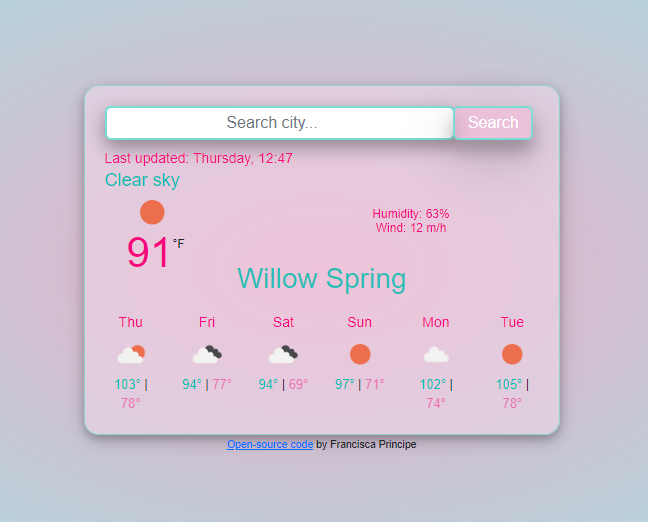 Search city...
Search
Last updated: Thursday, 12:47
Clear sky
Humidity: 63%
Wind: 12 m/h
91 °F
Willow Spring
Thu Fri Sat Sun Mon Tue
103° | 94° | 77° 94° | 69° 97° | 71° 102° | 105° |
78° 74° 78°
Open-source code by Francisca Principe